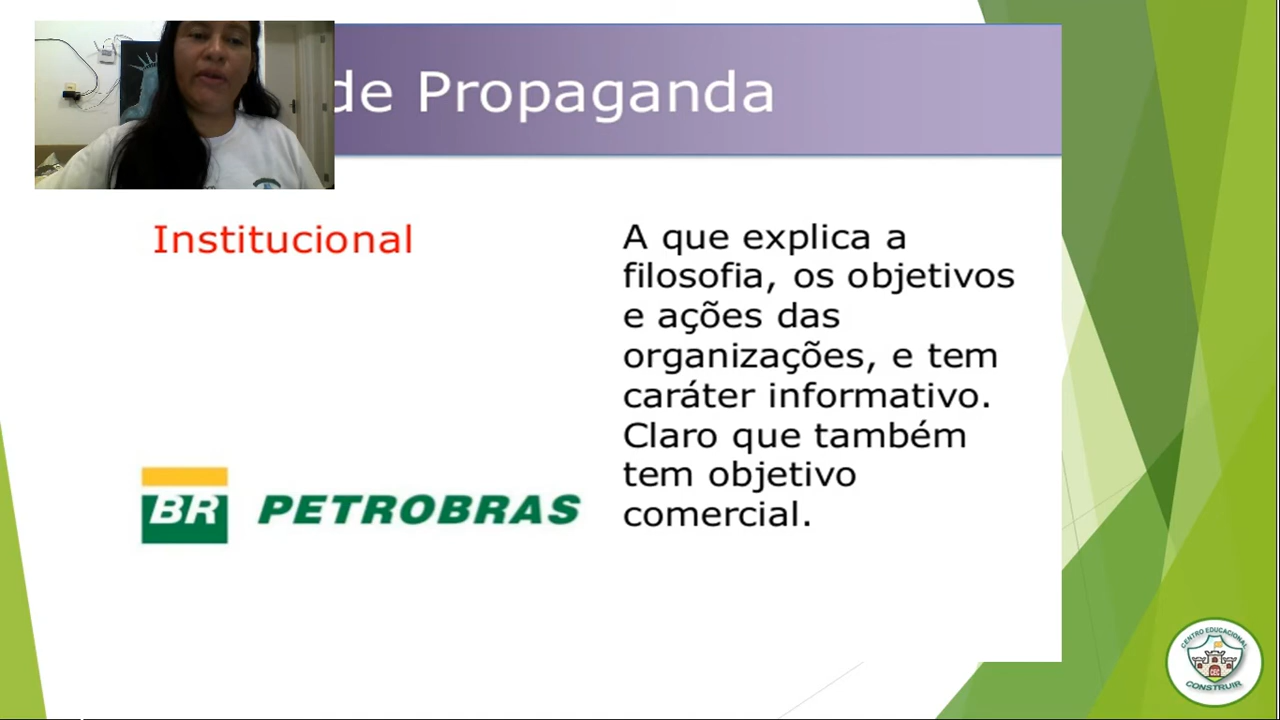 de Propaganda
Institucional
A que explica a
filosofia, os objetivos
e ações das
organizações, e tem
caráter informativo.
Claro que também
tem objetivo
comercial.
BR PETROBRAS
CENTRO EDUCACIONAL
CEC
CONSTRUIR